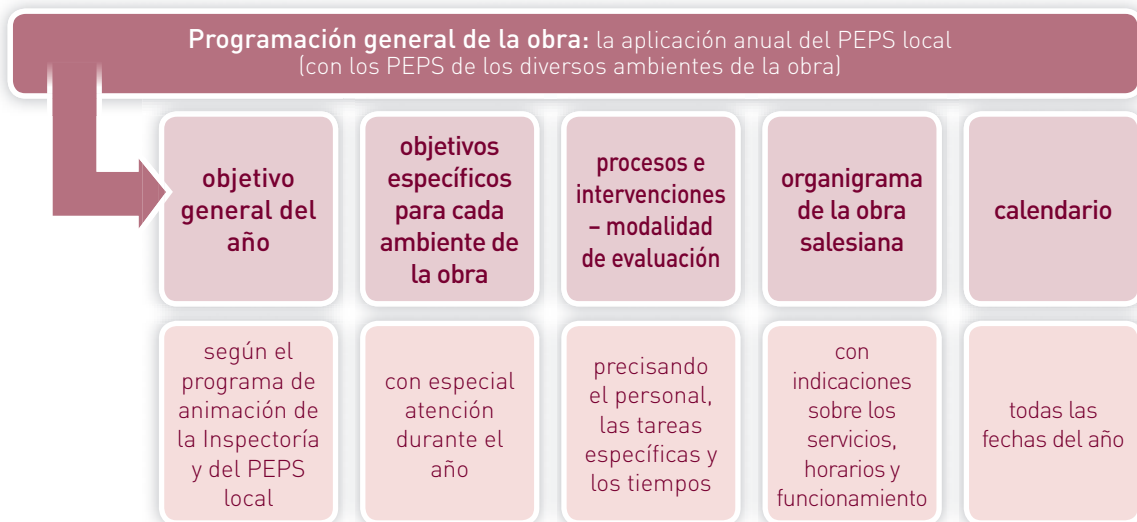 Programación general de la obra: la aplicación anual del PEPS local
(con los PEPS de los diversos ambientes de la obra)
objetivo
general del
año
objetivos
específicos
para cada
ambiente de
la obra
procesos e
intervenciones
– modalidad
de evaluación
organigrama
de la obra
salesiana
calendario
según el
programa de
animación de
la Inspectoría
y del PEPS
local
con especial
atención
durante el
año
precisando
el personal,
las tareas
específicas y
los tiempos
con
indicaciones
sobre los
servicios,
horarios y
funcionamiento
todas las
fechas del año